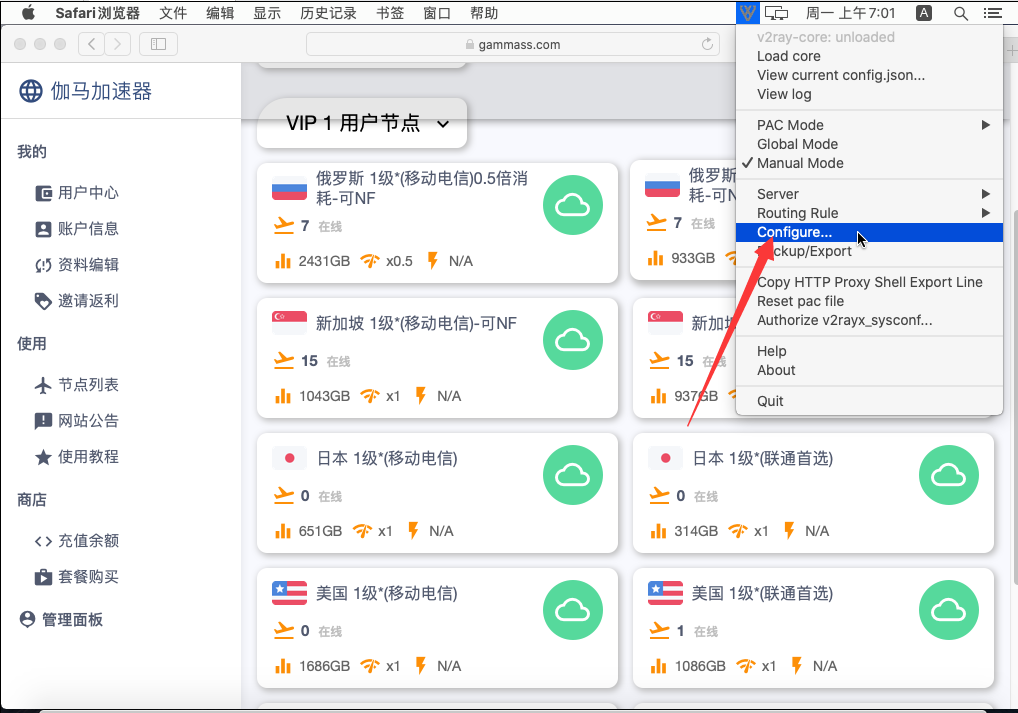 Safari浏览器 文件 编辑 显示 历史记录 书签 窗口 帮助 周一 上午7:01 A
gammass.com
v2ray-core: unloaded
Load core
View current config.json...
View log
PAC Mode
Global Mode
✓ Manual Mode
Server
Routing Rule
Configure...
ckup/Export
Copy HTTP Proxy Shell Export Line
Reset pac file
Authorize v2rayx_sysconf...
Help
About
Quit
伽马加速器
我的
用户中心
账户信息
资料编辑
邀请返利
使用
节点列表
网站公告
使用教程
商店
充值余额
套餐购买
管理面板
VIP 1 用户节点
俄罗斯 1级*(移动电信)0.5倍消
耗-可NF
7 在线
2431GB x0.5 N/A
俄罗斯
耗-可N
7 在线
933GB
新加坡 1级*(移动电信)-可NF
15 在线
1043GB x1 N/A
新加坡
15 在线
937GB
日本 1级*(移动电信)
0 在线
651GB x1 N/A
日本 1级*(联通首选)
0 在线
314GB x1 N/A
美国 1级*(移动电信)
0 在线
1686GB x1 N/A
美国 1级*(联通首选)
1 在线
1086GB x1 N/A